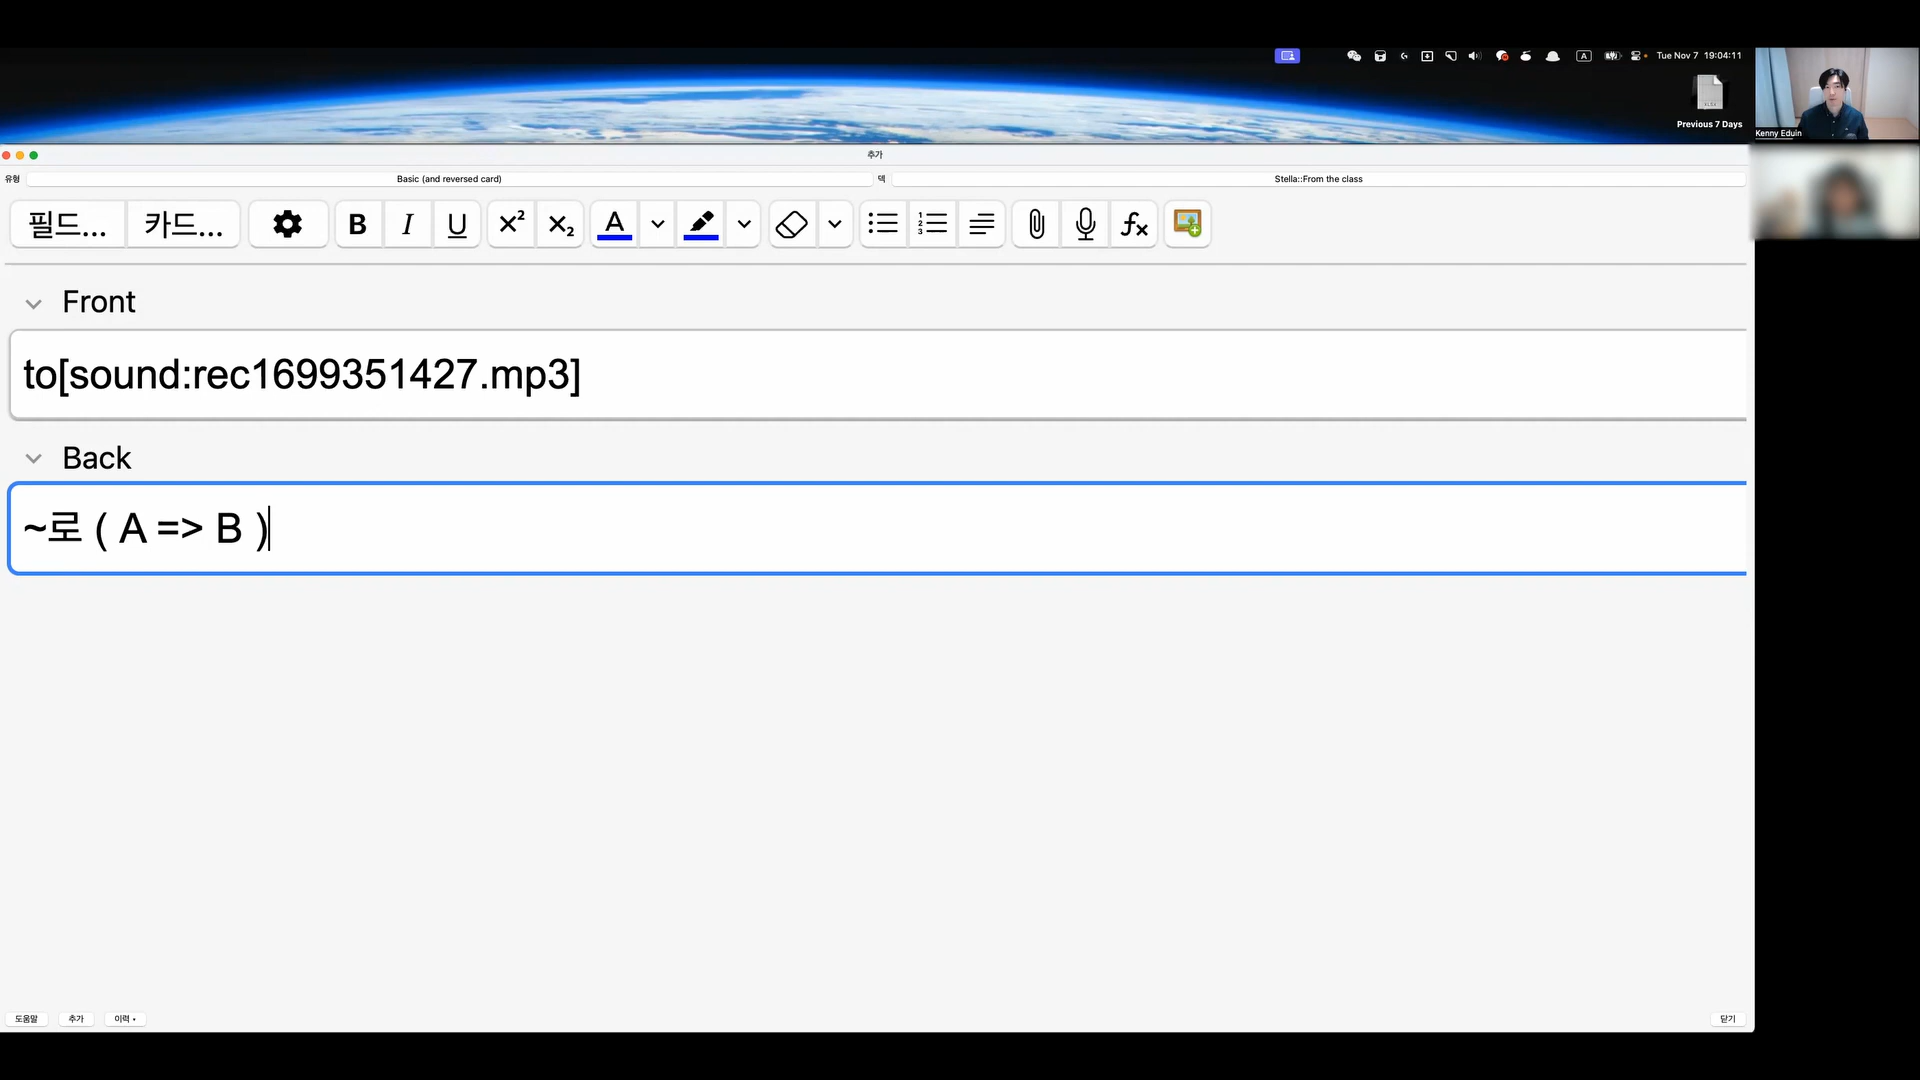 Tue Nov 7 19:04:11
Previous 7 Days
Kenny Eduin
추가
유형 Basic (and reversed card) 덱 Stella::From the class
필드... 카드...
Front
to[sound:rec1699351427.mp3]
Back
~로 ( A => B )
도움말 추가 이력 닫기